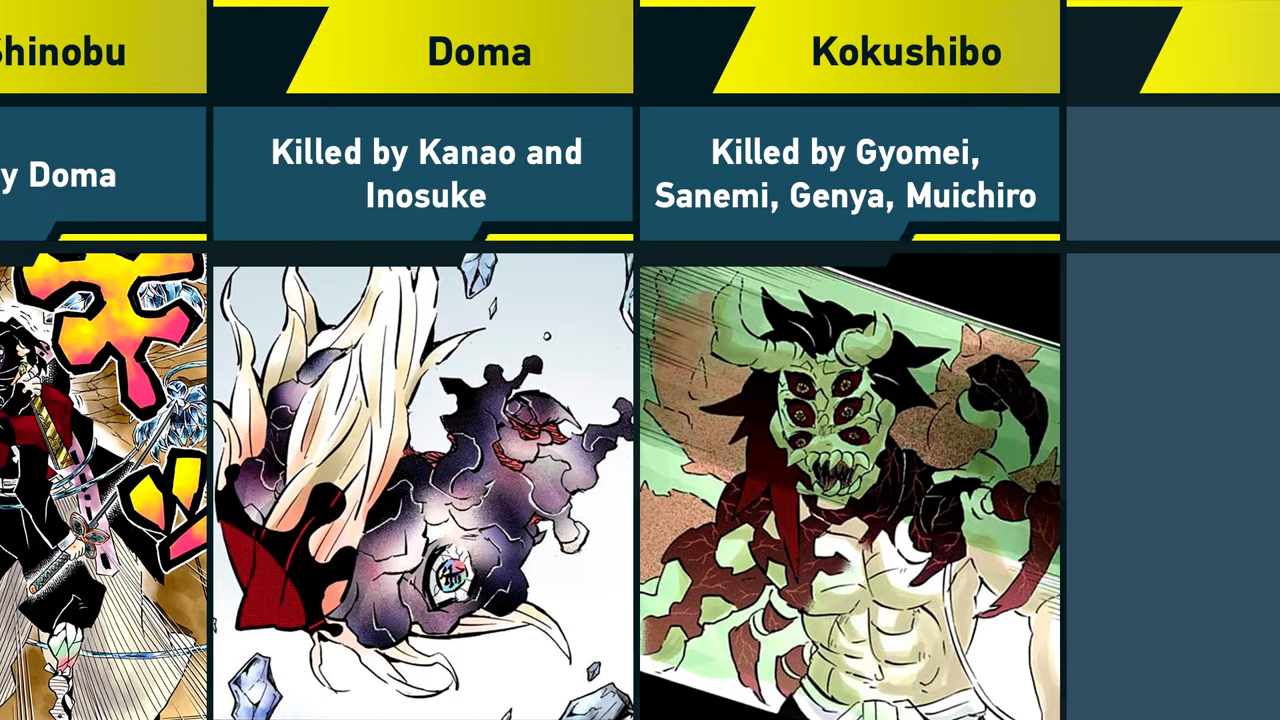 Shinobu
y Doma
Doma
Killed by Kanao and
Inosuke
Kokushibo
Killed by Gyomei,
Sanemi, Genya, Muichiro